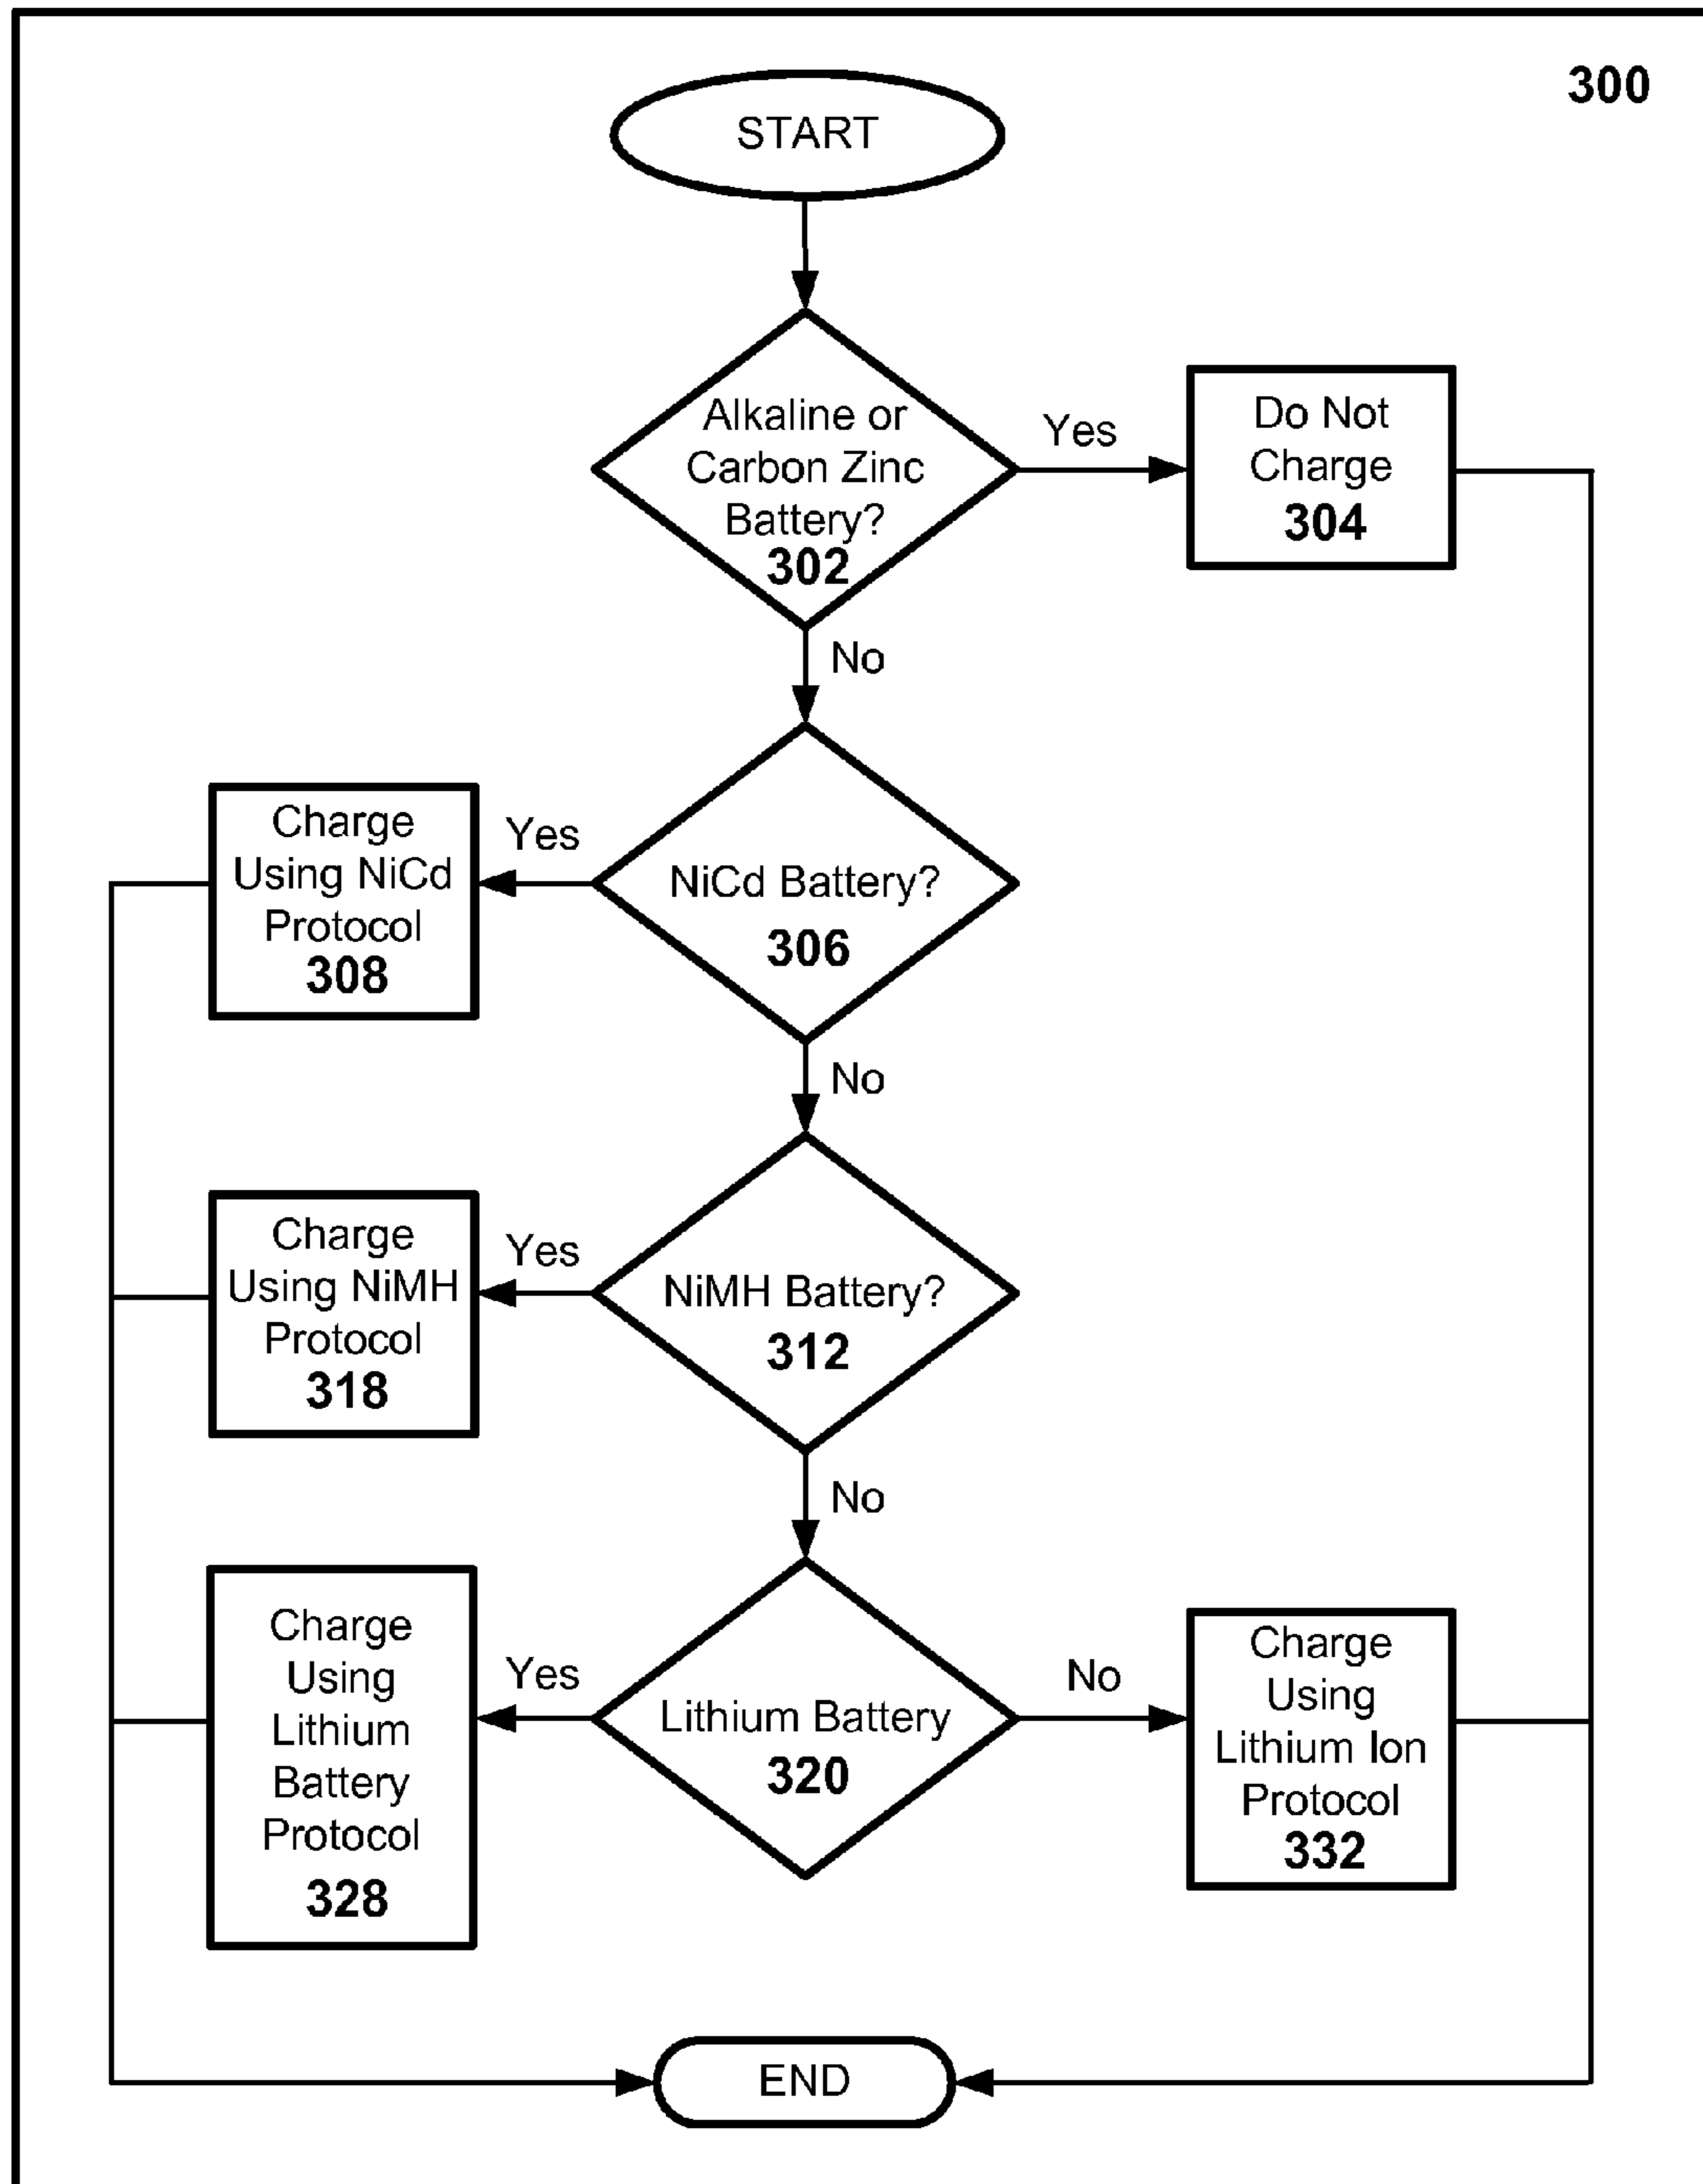 300
START
Alkaline or
Carbon Zinc
Battery?
302
Yes
Do Not
Charge
304
No
Charge
Using NiCd
Protocol
308
Yes
NiCd Battery?
306
No
Charge
Using NiMH
Protocol
318
Yes
NiMH Battery?
312
No
Charge
Using
Lithium
Battery
Protocol
328
Yes
Lithium Battery
320
No
Charge
Using
Lithium Ion
Protocol
332
END